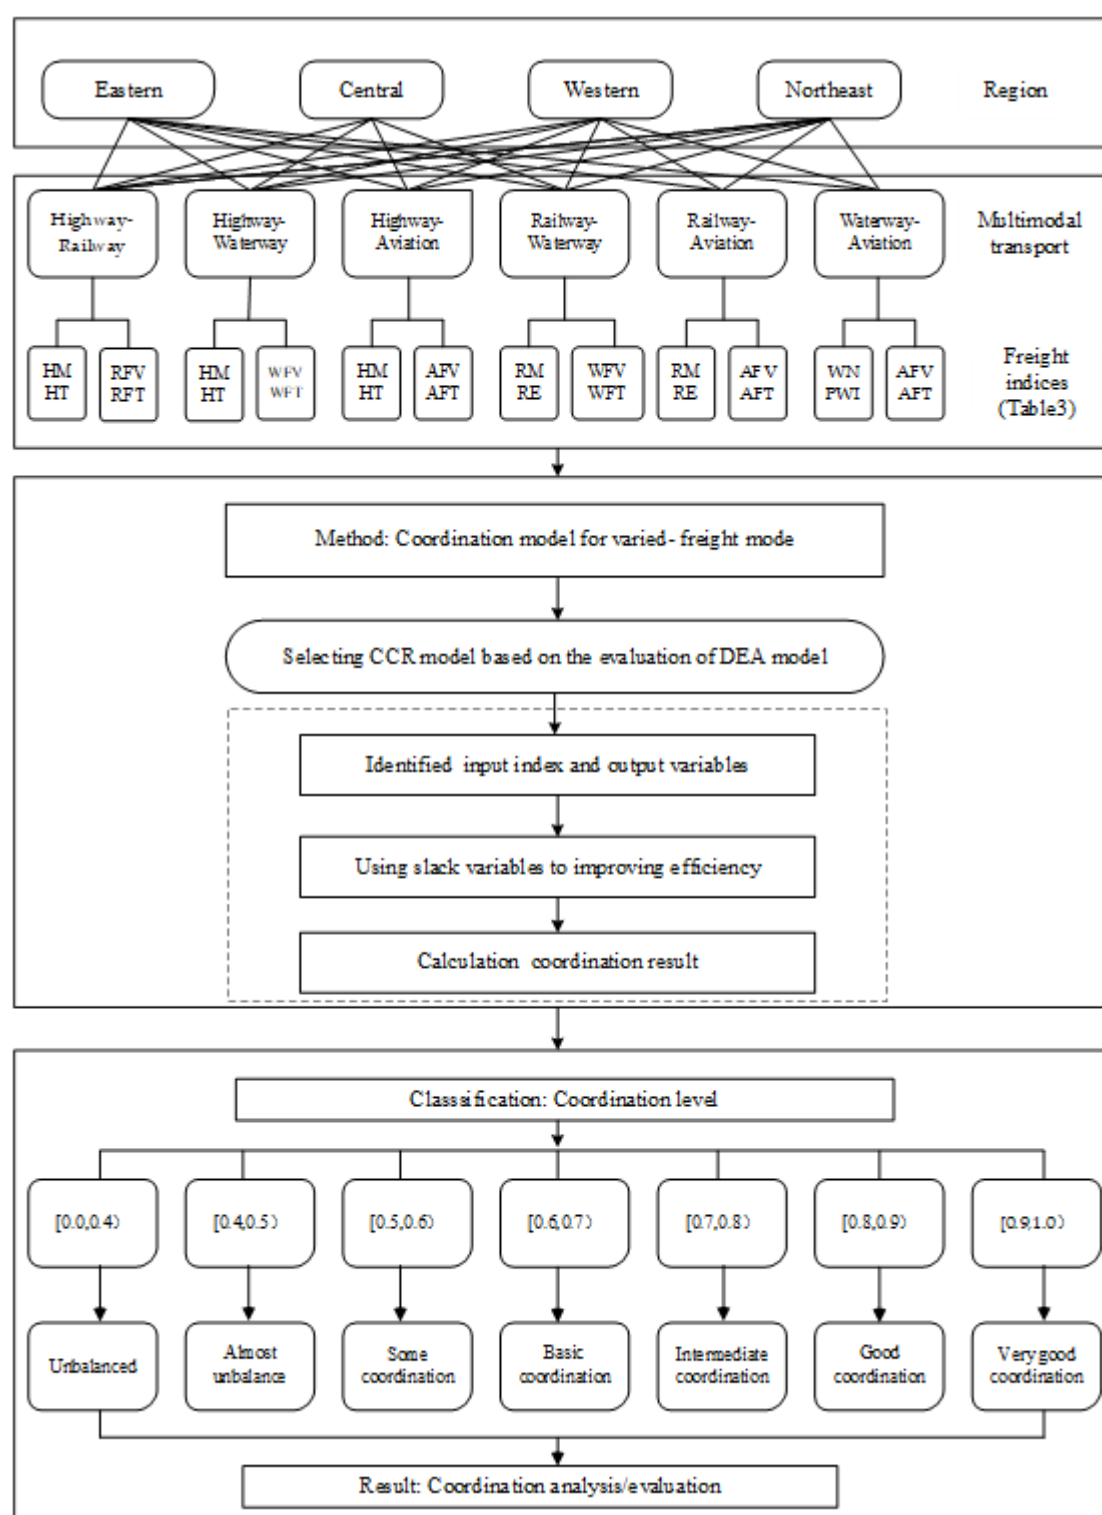 Eastern Central Western Northeast Region
Highway- Highway- Highway- Railway- Railway- Waterway- Multimodal
Railway Waterway Aviation Waterway Aviation Aviation transport
HM RFV HM WFV HM AFV RM WFV RM AFV WN AFV Freight
HT RFT HT WFT HT AFT RE WFT RE AFT PWI AFT indices
(Table3)
Method: Coordination model for varied- freight mode
Selecting CCR model based on the evaluation of DEA model
Identified input index and output variables
Using slack variables to improving efficiency
Calculation coordination result
Classsification: Coordination level
[0.0,0.4) [0.4,0.5) [0.5,0.6) [0.6,0.7) [0.7,0.8) [0.8,0.9) [0.9,1.0)
Unbalanced Almost Some Basic Intermediate Good Very good
unbalance coordination coordination coordination coordination coordination
Result: Coordination analysis/evaluation